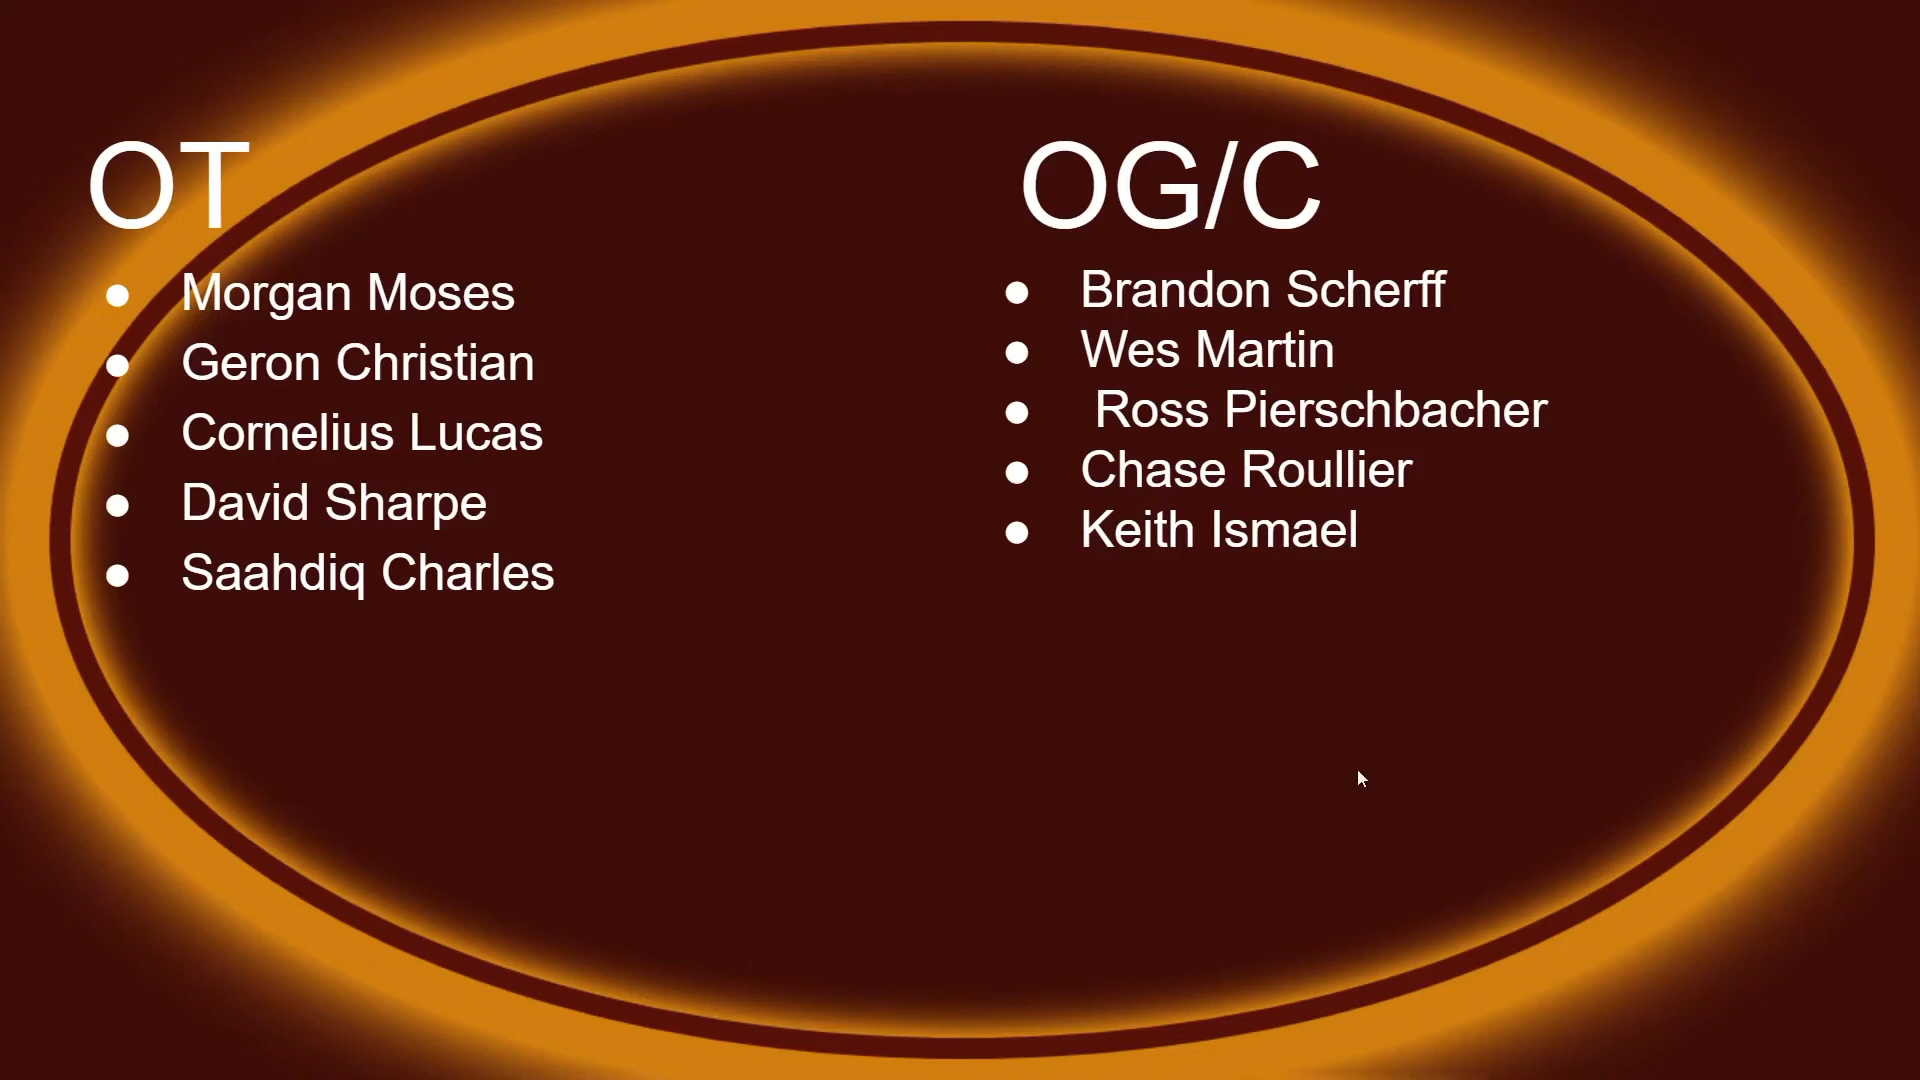 OT
Morgan Moses
Geron Christian
Cornelius Lucas
David Sharpe
Saahdiq Charles
OG/C
Brandon Scherff
Wes Martin
Ross Pierschbacher
Chase Roullier
Keith Ismael